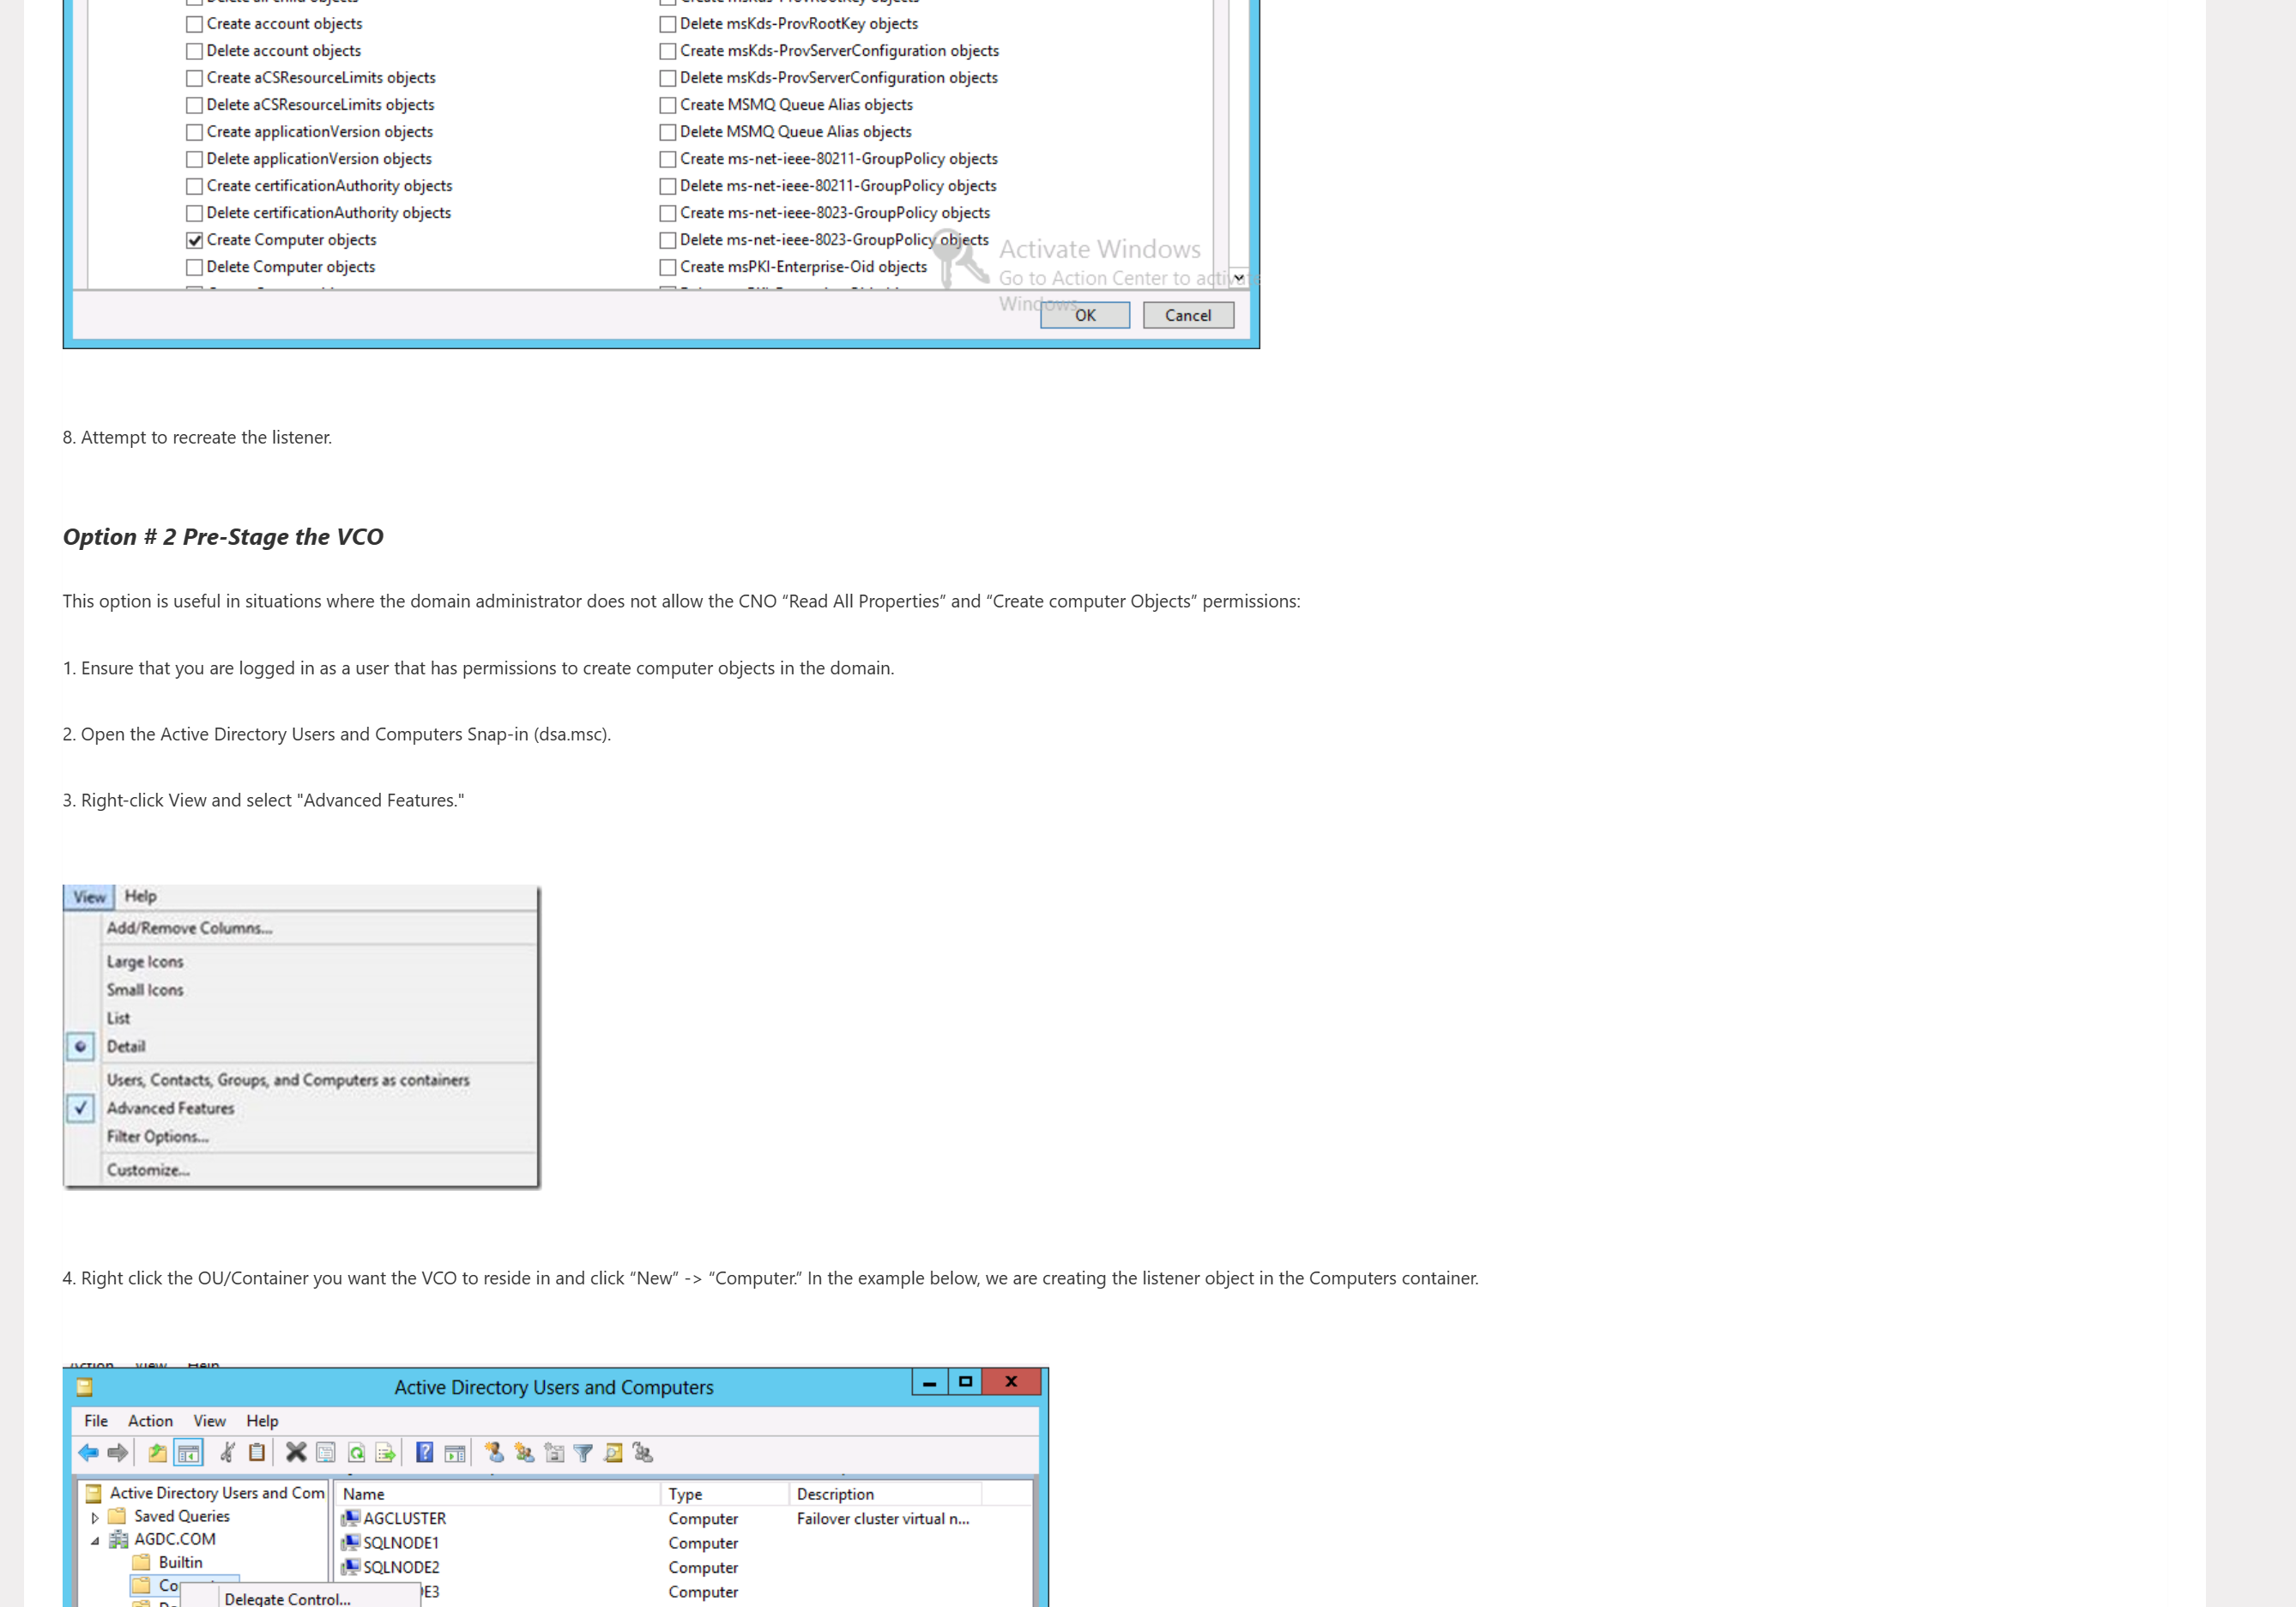 Create account objects
Delete msKds-ProvRootKey objects
Delete account objects
Create msKds-ProvServerConfiguration objects
Create aCSResourceLimits objects
Delete msKds-ProvServerConfiguration objects
Delete aCSResourceLimits objects
Create MSMQ Queue Alias objects
Create applicationVersion objects
Delete MSMQ Queue Alias objects
Delete applicationVersion objects
Create ms-net-ieee-80211-GroupPolicy objects
Create certificationAuthority objects
Delete ms-net-ieee-80211-GroupPolicy objects
Delete certificationAuthority objects
Create ms-net-ieee-8023-GroupPolicy objects
Create Computer objects
Delete ms-net-ieee-8023-GroupPolicy objects
Delete Computer objects
Create msPKI-Enterprise-Oid objects
Activate Windows
Go to Action Center to activate
Windows.
OK
Cancel
8. Attempt to recreate the listener.
Option # 2 Pre-Stage the VCO
This option is useful in situations where the domain administrator does not allow the CNO “Read All Properties” and “Create computer Objects” permissions:
1. Ensure that you are logged in as a user that has permissions to create computer objects in the domain.
2. Open the Active Directory Users and Computers Snap-in (dsa.msc).
3. Right-click View and select "Advanced Features."
View Help
Add/Remove Columns...
Large Icons
Small Icons
List
Detail
Users, Contacts, Groups, and Computers as containers
Advanced Features
Filter Options...
Customize...
4. Right click the OU/Container you want the VCO to reside in and click “New” -> “Computer.” In the example below, we are creating the listener object in the Computers container.
Action View Help
Active Directory Users and Computers
File Action View Help
Active Directory Users and Com
Name Type Description
Saved Queries
AGCLUSTER Computer Failover cluster virtual n...
AGDC.COM
SQLNODE1 Computer
Builtin
SQLNODE2 Computer
Co
E3 Computer
Delegate Control...